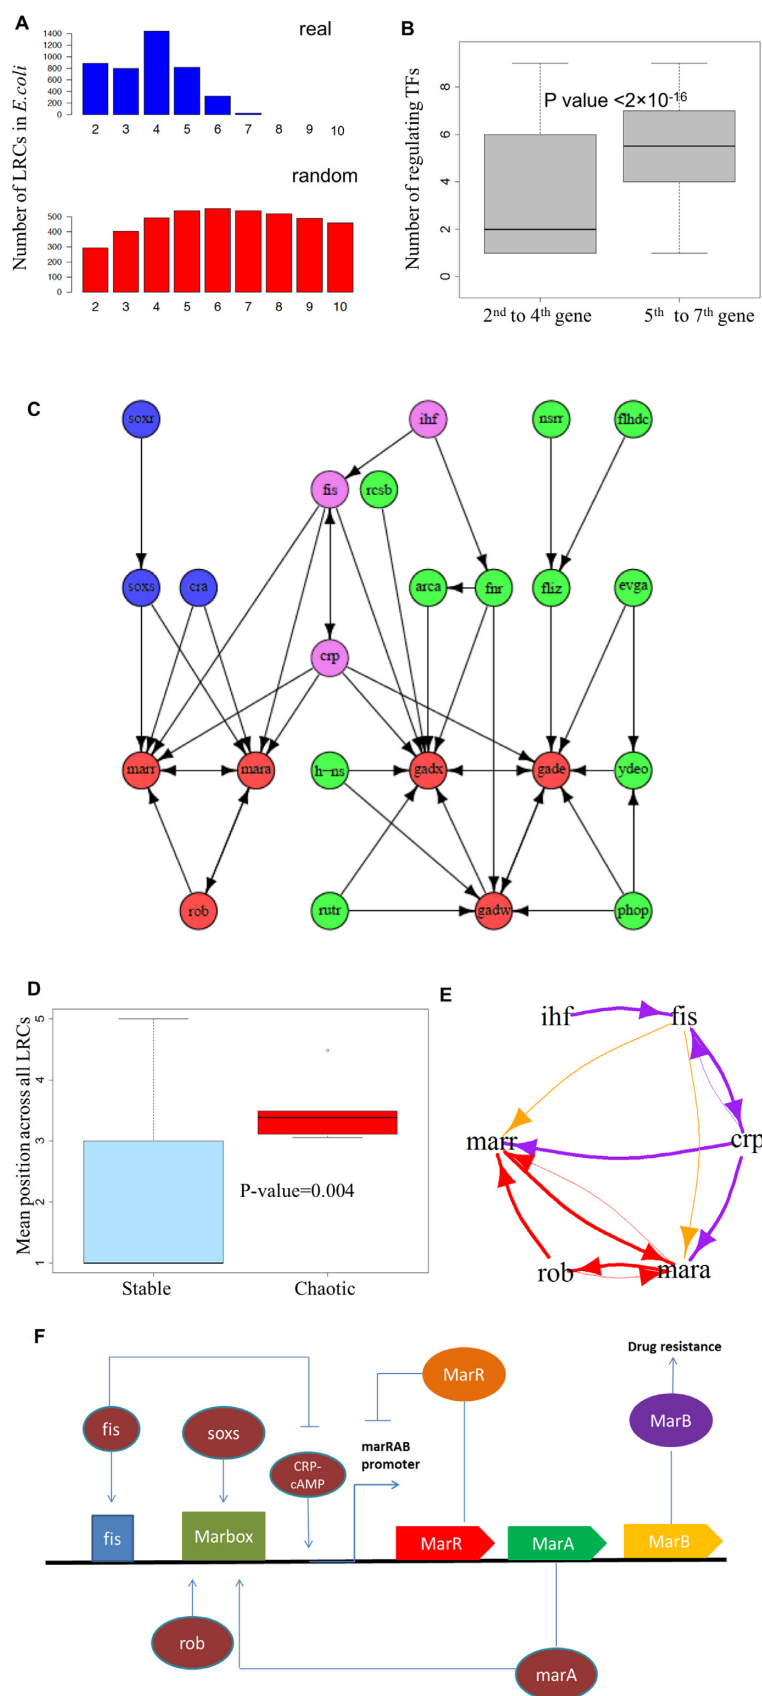 A
real
Number of LRCs in E.coli
1400
1000
800
600
400
200
0
2 3 4 5 6 7 8 9 10
random
500
400
300
200
100
0
2 3 4 5 6 7 8 9 10
B
Number of regulating TFs
8
6
4
2
0
P value <2×10-16
2nd to 4th gene
5th to 7th gene
C
soxr
ihf
nsrr
flhdc
fis
rcsb
soxs
cra
arca
fnr
fliz
evga
crp
marr
mara
h-ns
gadx
gade
ydeo
rob
rutr
gadw
phop
D
Mean position across all LRCs
5
4
3
2
1
P-value=0.004
Stable
Chaotic
E
ihf
fis
marr
crp
rob
mara
F
Drug resistance
MarR
fis
soxs
marRAB
promoter
MarB
CRP-
cAMP
fis
Marbox
MarR
MarA
MarB
rob
marA